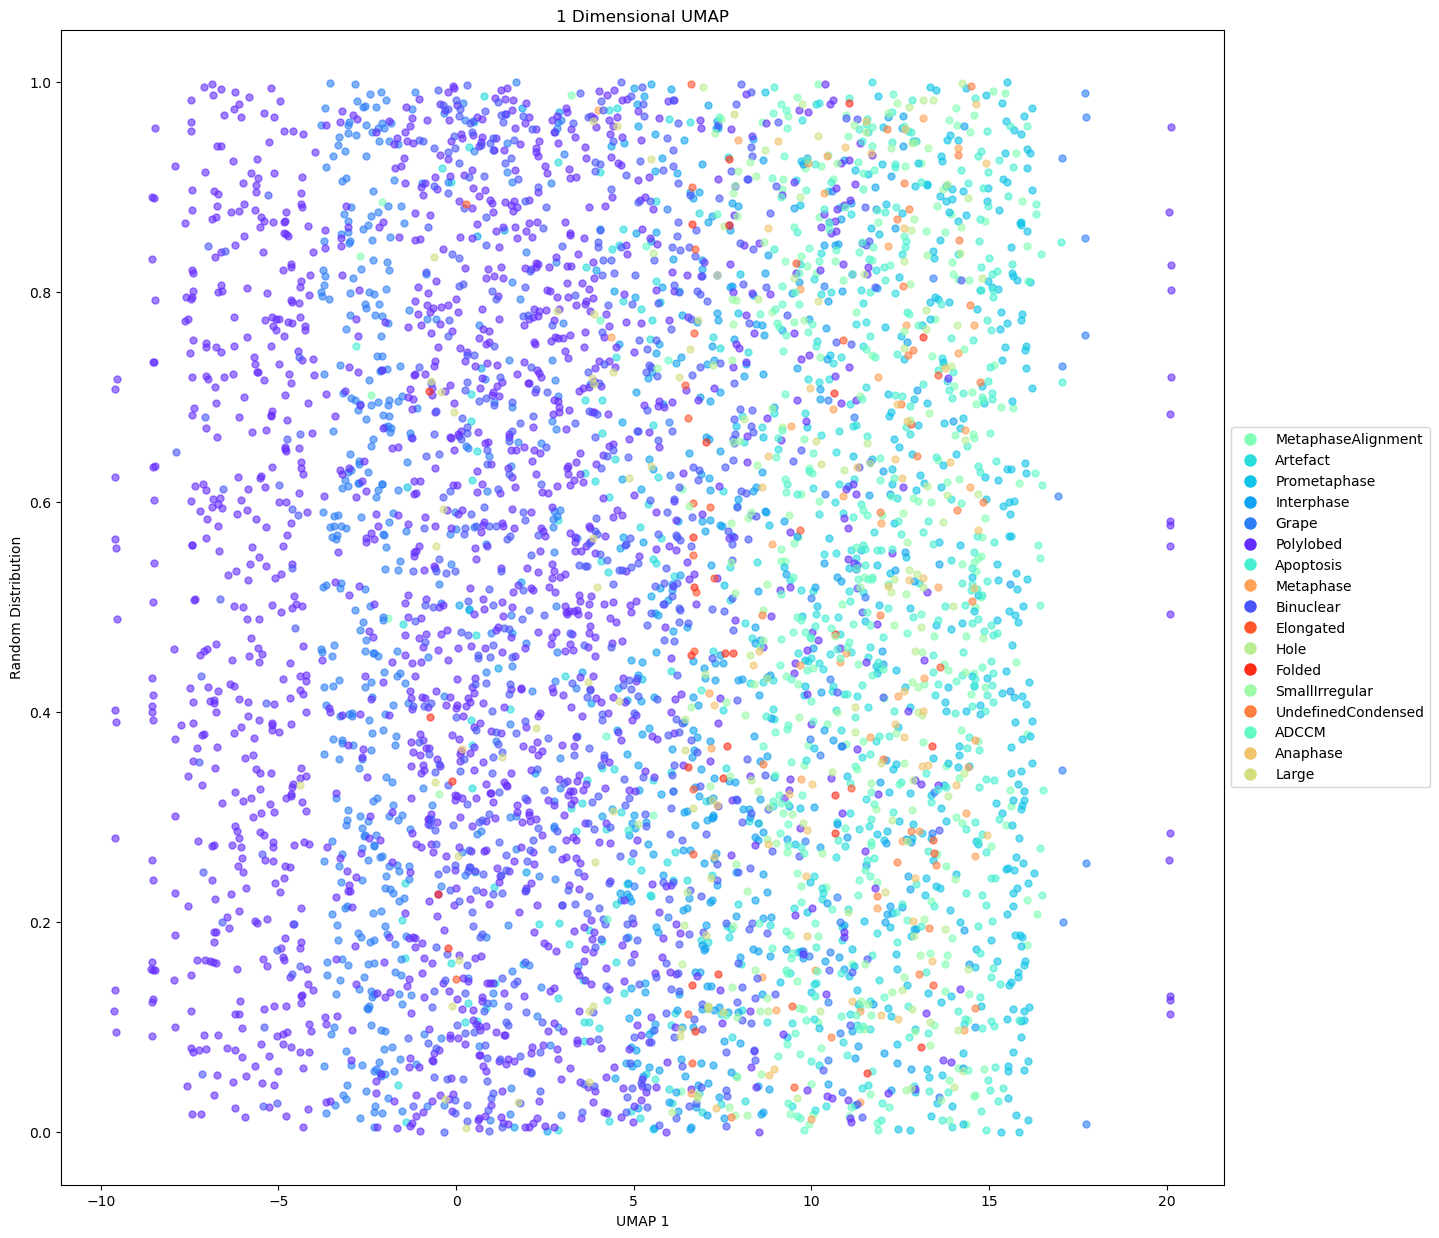 1 Dimensional UMAP
1.0
0.8
0.6
0.4
0.2
0.0
Random Distribution
−10
−5
0
5
10
15
20
UMAP 1
MetaphaseAlignment
Artefact
Prometaphase
Interphase
Grape
Polylobed
Apoptosis
Metaphase
Binuclear
Elongated
Hole
Folded
SmallIrregular
UndefinedCondensed
ADCCM
Anaphase
Large